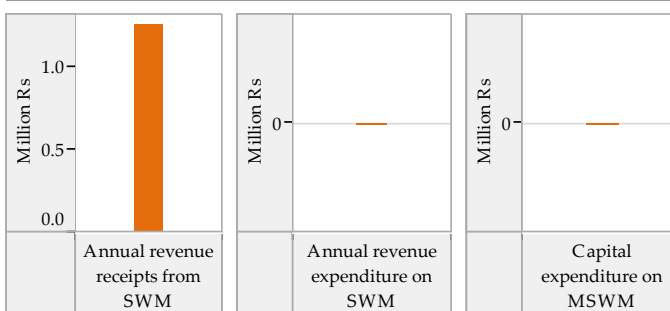 Million Rs
1.0
0.5
0.0
Annual revenue
receipts from
SWM
Million Rs
0
Annual revenue
expenditure on
SWM
Million Rs
0
Capital
expenditure on
MSWM